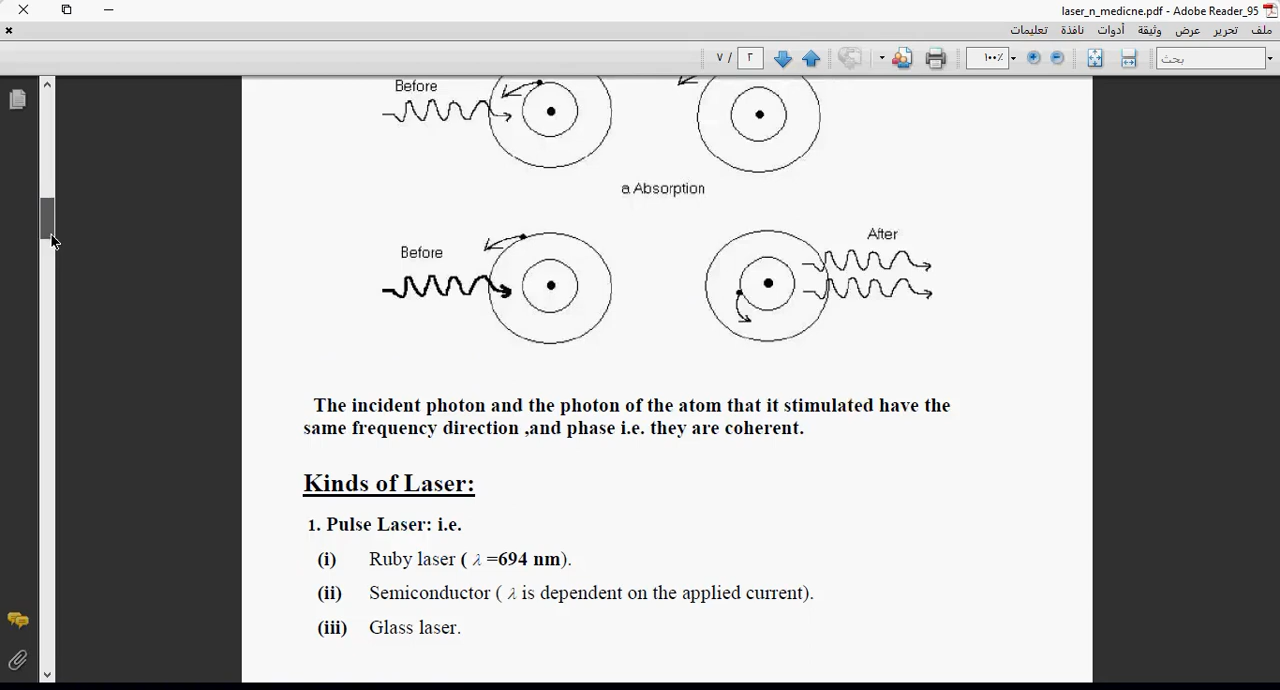 laser_n_medicne.pdf - Adobe Reader_95
ملف تحرير عرض وثيقة أدوات نافذة تعليمات
٧ / ٢ ١٠٠٪ بحث
Before
a Absorption
Before After
The incident photon and the photon of the atom that it stimulated have the
same frequency direction ,and phase i.e. they are coherent.
Kinds of Laser:
1. Pulse Laser: i.e.
(i) Ruby laser ( λ =694 nm).
(ii) Semiconductor ( λ is dependent on the applied current).
(iii) Glass laser.